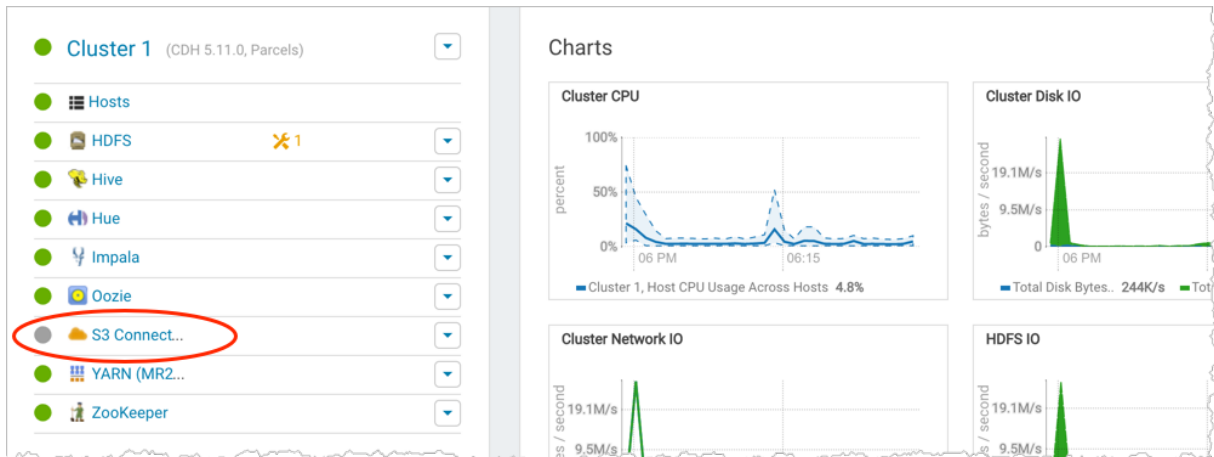 Cluster 1 (CDH 5.11.0, Parcels)
Hosts
HDFS 1
Hive
Hue
Impala
Oozie
S3 Connect...
YARN (MR2...
ZooKeeper
Charts
Cluster CPU
percent
100%
50%
0%
06 PM 06:15
Cluster 1, Host CPU Usage Across Hosts 4.8%
Cluster Disk IO
bytes / second
19.1M/s
9.5M/s
0
06 PM
Total Disk Bytes.. 244K/s Tot
Cluster Network IO
/ second
19.1M/s
9.5M/s
HDFS IO
/ second
19.1M/s
9.5M/s